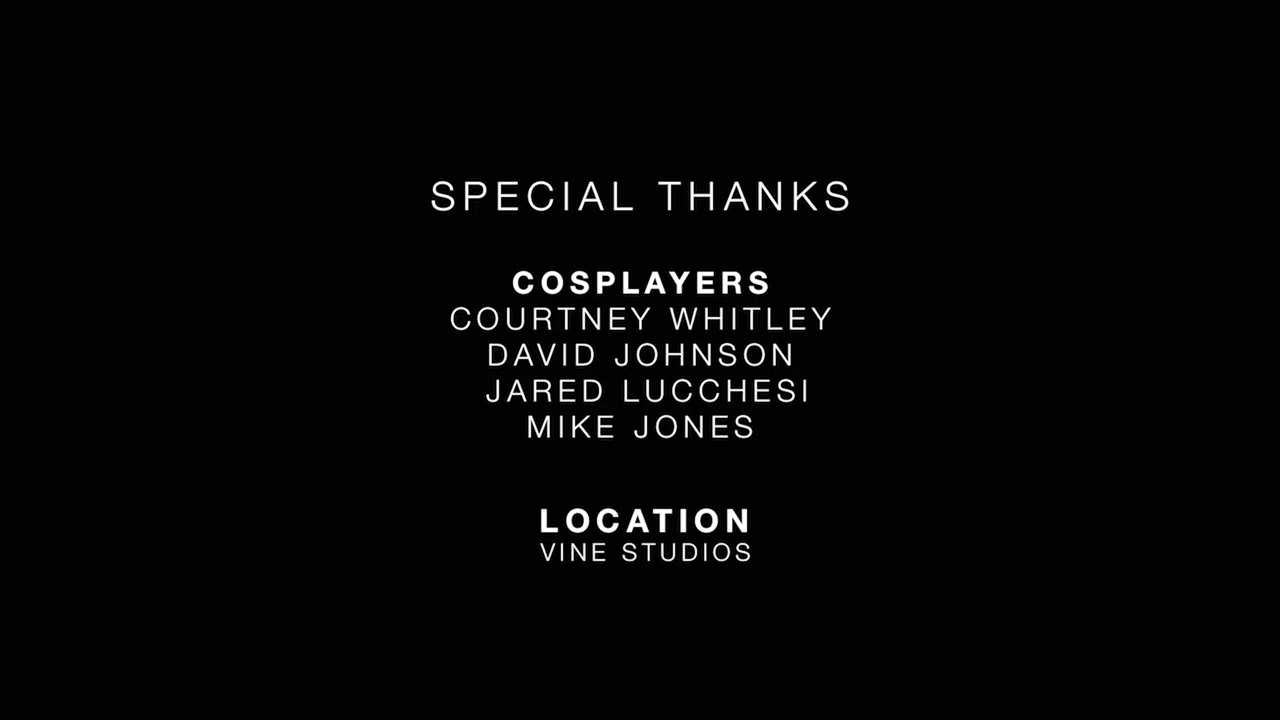 SPECIAL THANKS
COSPLAYERS
COURTNEY WHITLEY
DAVID JOHNSON
JARED LUCCHESI
MIKE JONES
LOCATION
VINE STUDIOS